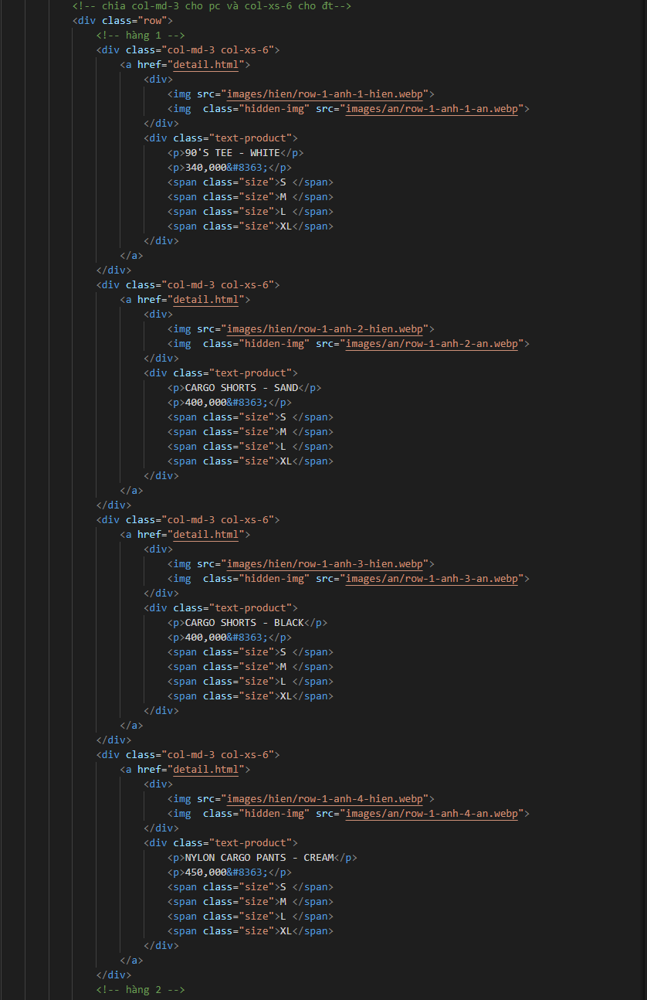 <!-- chia col-md-3 cho pc và col-xs-6 cho đt-->
<div class="row">
<!-- hàng 1 -->
<div class="col-md-3 col-xs-6">
<a href="detail.html">
<div>
<img src="images/hien/row-1-anh-1-hien.webp">
<img  class="hidden-img" src="images/an/row-1-anh-1-an.webp">
</div>
<div class="text-product">
<p>90'S TEE - WHITE</p>
<p>340,000&#8363;</p>
<span class="size">S </span>
<span class="size">M </span>
<span class="size">L </span>
<span class="size">XL</span>
</div>
</a>
</div>
<div class="col-md-3 col-xs-6">
<a href="detail.html">
<div>
<img src="images/hien/row-1-anh-2-hien.webp">
<img  class="hidden-img" src="images/an/row-1-anh-2-an.webp">
</div>
<div class="text-product">
<p>CARGO SHORTS - SAND</p>
<p>400,000&#8363;</p>
<span class="size">S </span>
<span class="size">M </span>
<span class="size">L </span>
<span class="size">XL</span>
</div>
</a>
</div>
<div class="col-md-3 col-xs-6">
<a href="detail.html">
<div>
<img src="images/hien/row-1-anh-3-hien.webp">
<img  class="hidden-img" src="images/an/row-1-anh-3-an.webp">
</div>
<div class="text-product">
<p>CARGO SHORTS - BLACK</p>
<p>400,000&#8363;</p>
<span class="size">S </span>
<span class="size">M </span>
<span class="size">L </span>
<span class="size">XL</span>
</div>
</a>
</div>
<div class="col-md-3 col-xs-6">
<a href="detail.html">
<div>
<img src="images/hien/row-1-anh-4-hien.webp">
<img  class="hidden-img" src="images/an/row-1-anh-4-an.webp">
</div>
<div class="text-product">
<p>NYLON CARGO PANTS - CREAM</p>
<p>450,000&#8363;</p>
<span class="size">S </span>
<span class="size">M </span>
<span class="size">L </span>
<span class="size">XL</span>
</div>
</a>
</div>
<!-- hàng 2 -->